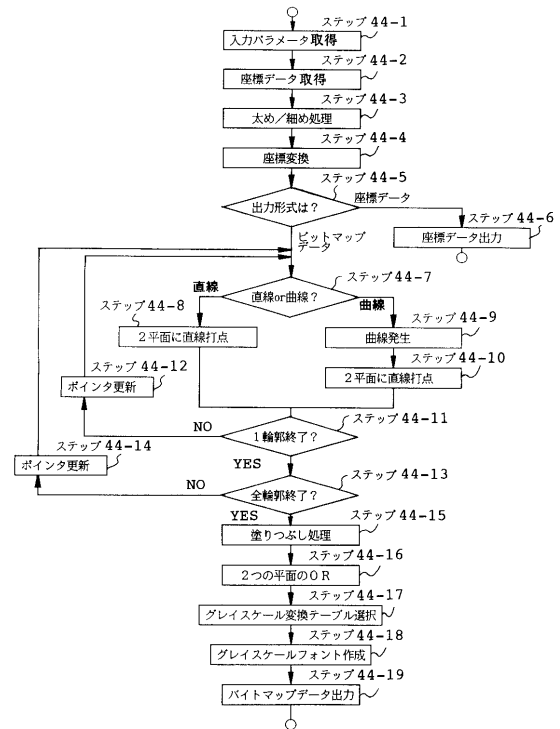 ステップ 44-1
入力パラメータ取得
ステップ 44-2
座標データ取得
ステップ 44-3
太め／細め処理
ステップ 44-4
座標変換
ステップ 44-5
出力形式は？
座標データ
ステップ 44-6
座標データ出力
ビットマップ
データ
ステップ 44-7
直線or曲線？
直線
曲線
ステップ 44-8
2平面に直線打点
ステップ 44-9
曲線発生
ステップ 44-10
2平面に直線打点
ステップ 44-12
ポインタ更新
ステップ 44-11
1輪郭終了？
NO
YES
ステップ 44-14
ポインタ更新
ステップ 44-13
全輪郭終了？
NO
YES
ステップ 44-15
塗りつぶし処理
ステップ 44-16
2つの平面のOR
ステップ 44-17
グレイスケール変換テーブル選択
ステップ 44-18
グレイスケールフォント作成
ステップ 44-19
バイトマップデータ出力